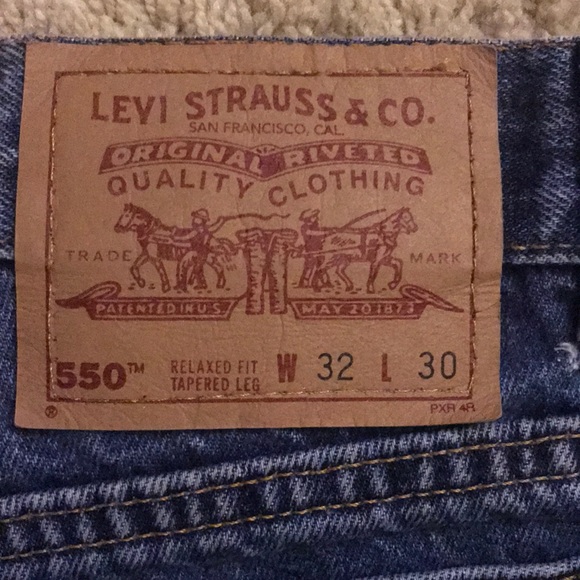 LEVI STRAUSS & CO.
SAN FRANCISCO, CAL.
ORIGINAL RIVETED
QUALITY CLOTHING
TRADE MARK
PATENTED IN U.S. MAY 20 1873
550™ RELAXED FIT TAPERED LEG W 32 L 30
® PXR 4R